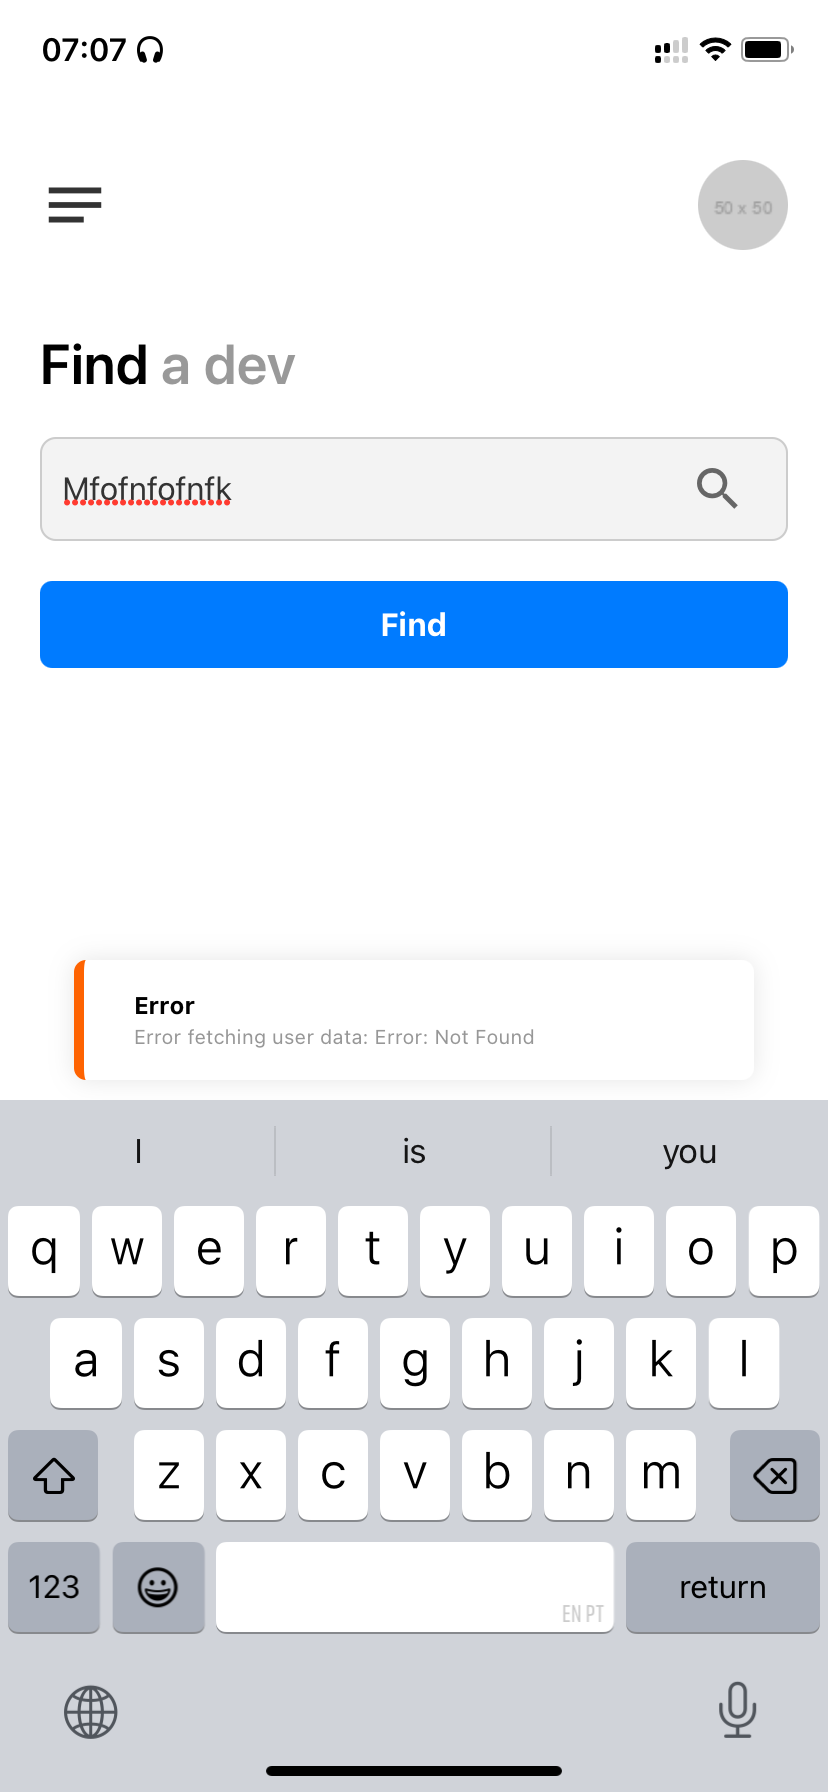 07:07
50 x 50
Find a dev
Mfofnfofnfk
Find
Error
Error fetching user data: Error: Not Found
I is you
q w e r t y u i o p
a s d f g h j k l
z x c v b n m
123 EN PT return